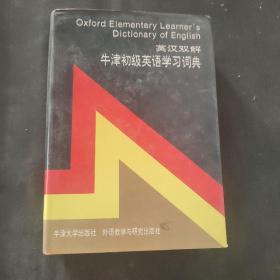 Oxford Elementary Learner's
Dictionary of English
英汉双解
牛津初级英语学习词典
牛津大学出版社 外语教学与研究出版社